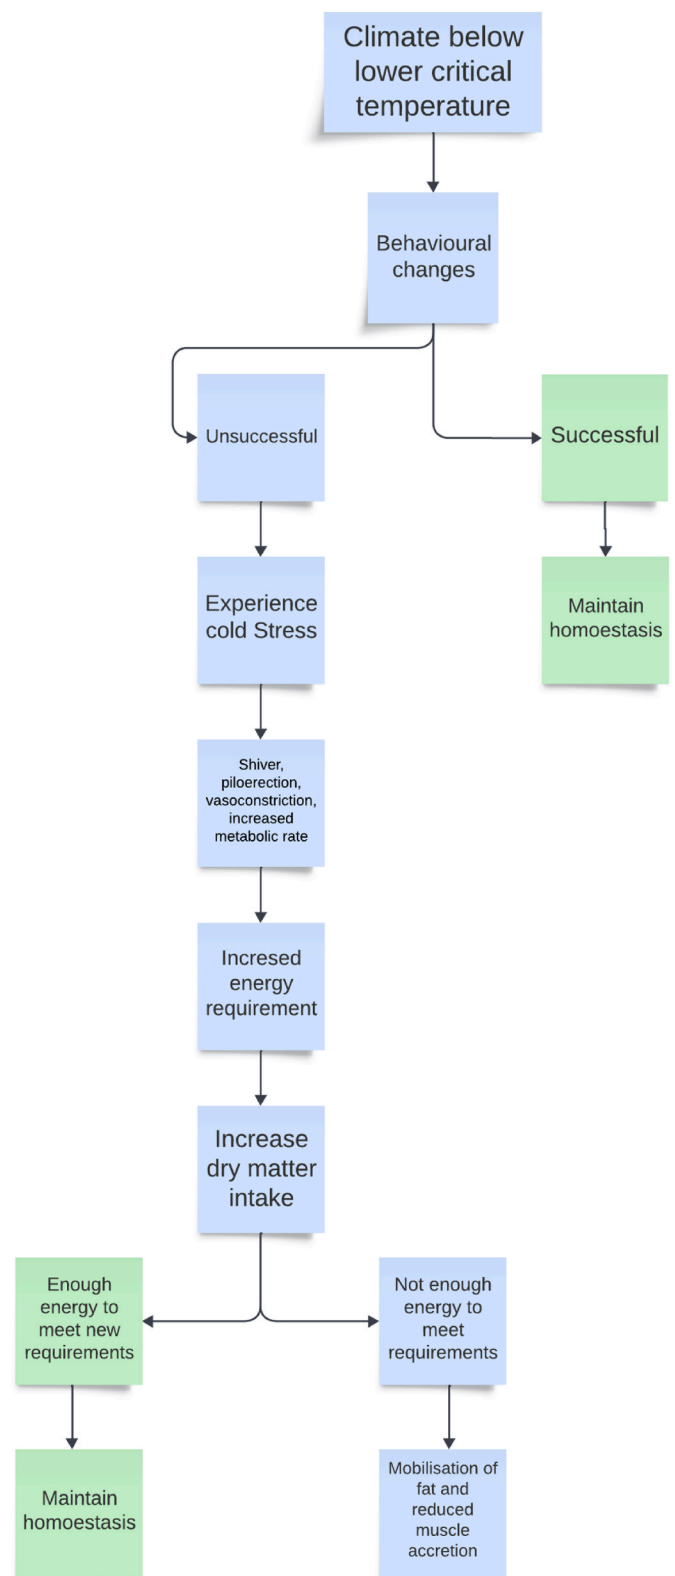 Climate below
lower critical
temperature
Behavioural
changes
Unsuccessful
Successful
Experience
cold Stress
Maintain
homoestasis
Shiver,
piloerection,
vasoconstriction,
increased
metabolic rate
Incresed
energy
requirement
Increase
dry matter
intake
Enough
energy to
meet new
requirements
Not enough
energy to
meet
requirements
Maintain
homoestasis
Mobilisation of
fat and
reduced
muscle
accretion